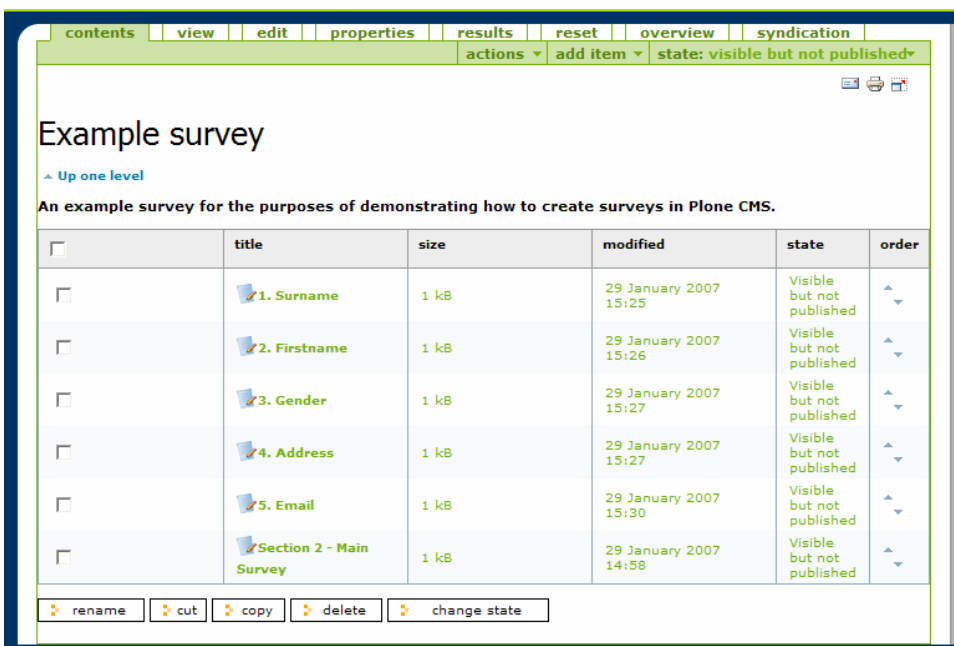 contents view edit properties results reset overview syndication
actions add item state: visible but not published
Example survey
Up one level
An example survey for the purposes of demonstrating how to create surveys in Plone CMS.
title size modified state order
1. Surname 1 kB 29 January 2007 15:25 Visible but not published
2. Firstname 1 kB 29 January 2007 15:26 Visible but not published
3. Gender 1 kB 29 January 2007 15:27 Visible but not published
4. Address 1 kB 29 January 2007 15:27 Visible but not published
5. Email 1 kB 29 January 2007 15:30 Visible but not published
Section 2 - Main Survey 1 kB 29 January 2007 14:58 Visible but not published
rename cut copy delete change state